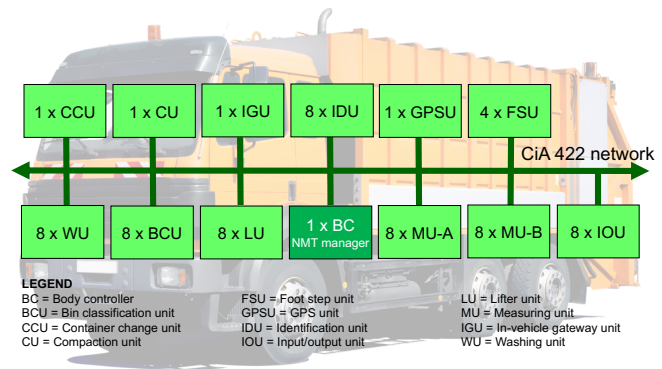 1 x CCU
1 x CU
1 x IGU
8 x IDU
1 x GPSU
4 x FSU
CiA 422 network
8 x WU
8 x BCU
8 x LU
1 x BC
NMT manager
8 x MU-A
8 x MU-B
8 x IOU
LEGEND
BC = Body controller
BCU = Bin classification unit
CCU = Container change unit
CU = Compaction unit
FSU = Foot step unit
GPSU = GPS unit
IDU = Identification unit
IOU = Input/output unit
LU = Lifter unit
MU = Measuring unit
IGU = In-vehicle gateway unit
WU = Washing unit